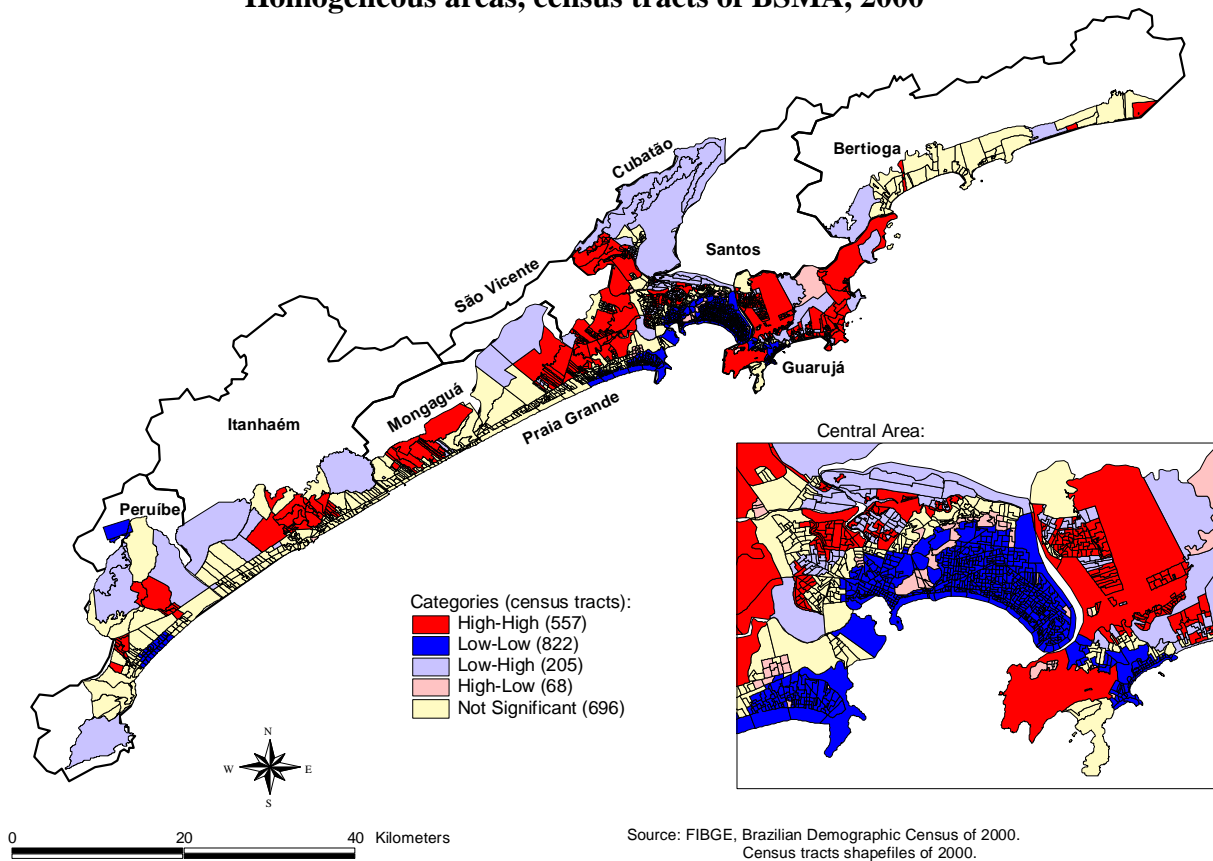 Homogeneous areas, census tracts of BSMA, 2000
Bertioga
Cubatão
Santos
São Vicente
Guarujá
Mongaguá
Praia Grande
Itanhaém
Peruíbe
Central Area:
Categories (census tracts):
High-High (557)
Low-Low (822)
Low-High (205)
High-Low (68)
Not Significant (696)
N
W E
S
0 20 40 Kilometers
Source: FIBGE, Brazilian Demographic Census of 2000.
Census tracts shapefiles of 2000.